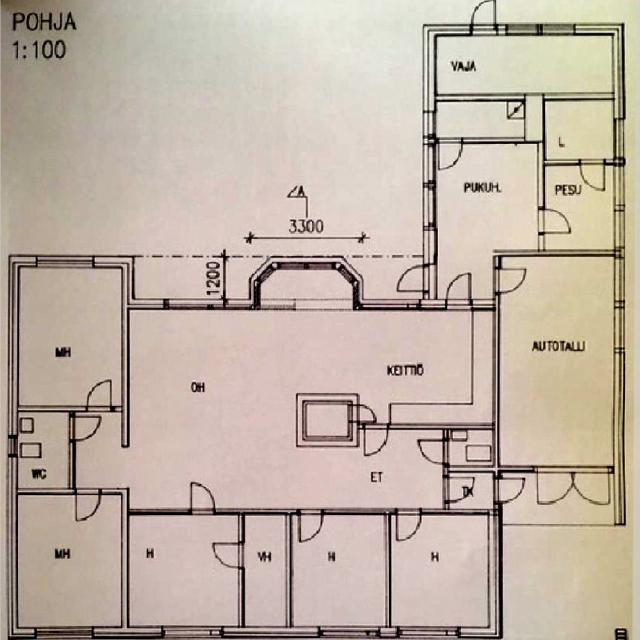 POHJA
1:100
VAJA
L
PUKUH.
PESU
A
3300
1200
MH
OH
KEITTIÖ
AUTOTALLI
WC
ET
TK
MH
H
VH
H
H